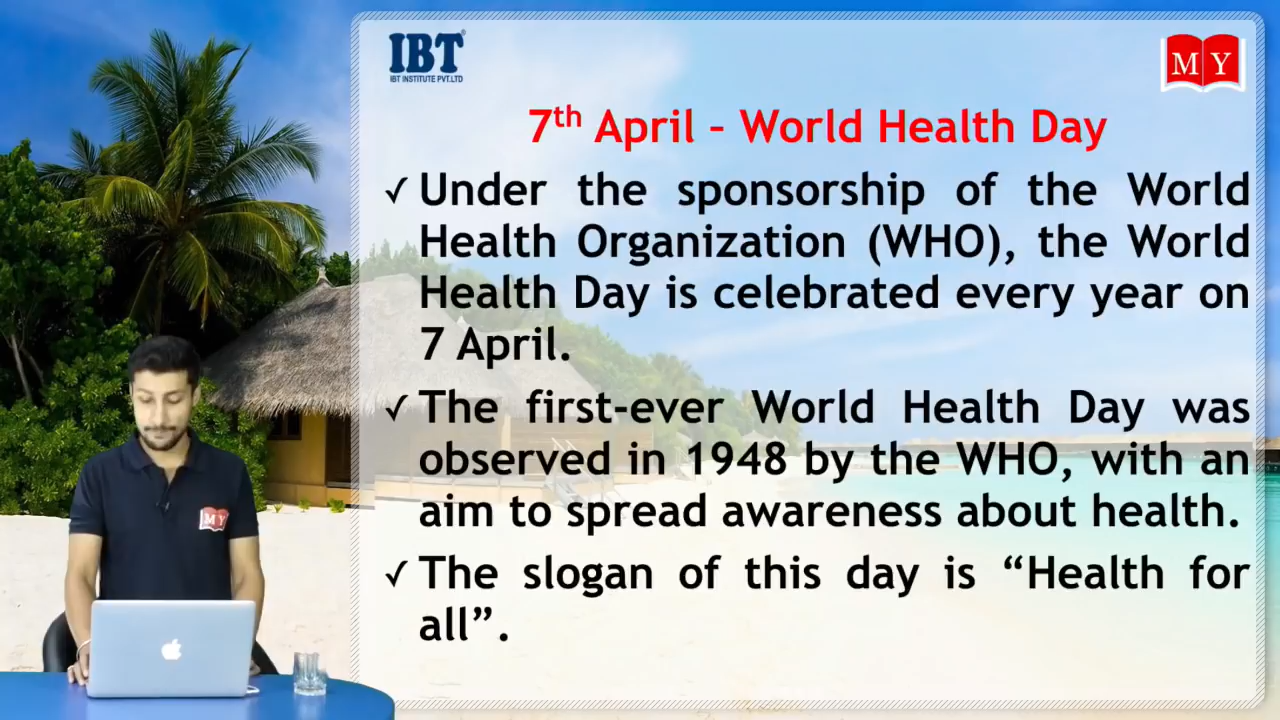 IBT®
IBT INSTITUTE PVT.LTD
M Y
7th April – World Health Day
✓ Under the sponsorship of the World
Health Organization (WHO), the World
Health Day is celebrated every year on
7 April.
✓ The first-ever World Health Day was
observed in 1948 by the WHO, with an
aim to spread awareness about health.
✓ The slogan of this day is “Health for
all”.
MY